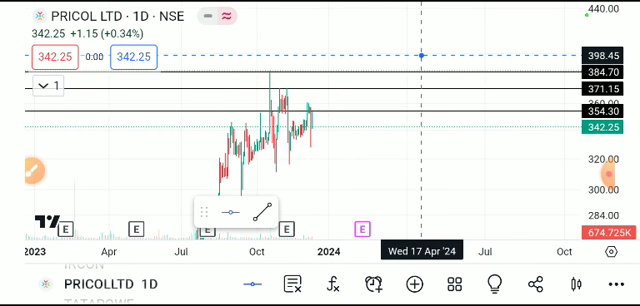 PRICOL LTD · 1D · NSE
440.00
342.25 +1.15 (+0.34%)
342.25 0.00 342.25
398.45
384.70
1
371.15
360.00
354.30
342.25
320.00
300.00
284.00
674.725K
E E E E E
2023 Apr Jul Oct 2024 Wed 17 Apr '24 Jul Oct
IRCON
PRICOLLTD 1D
TATAPOWE